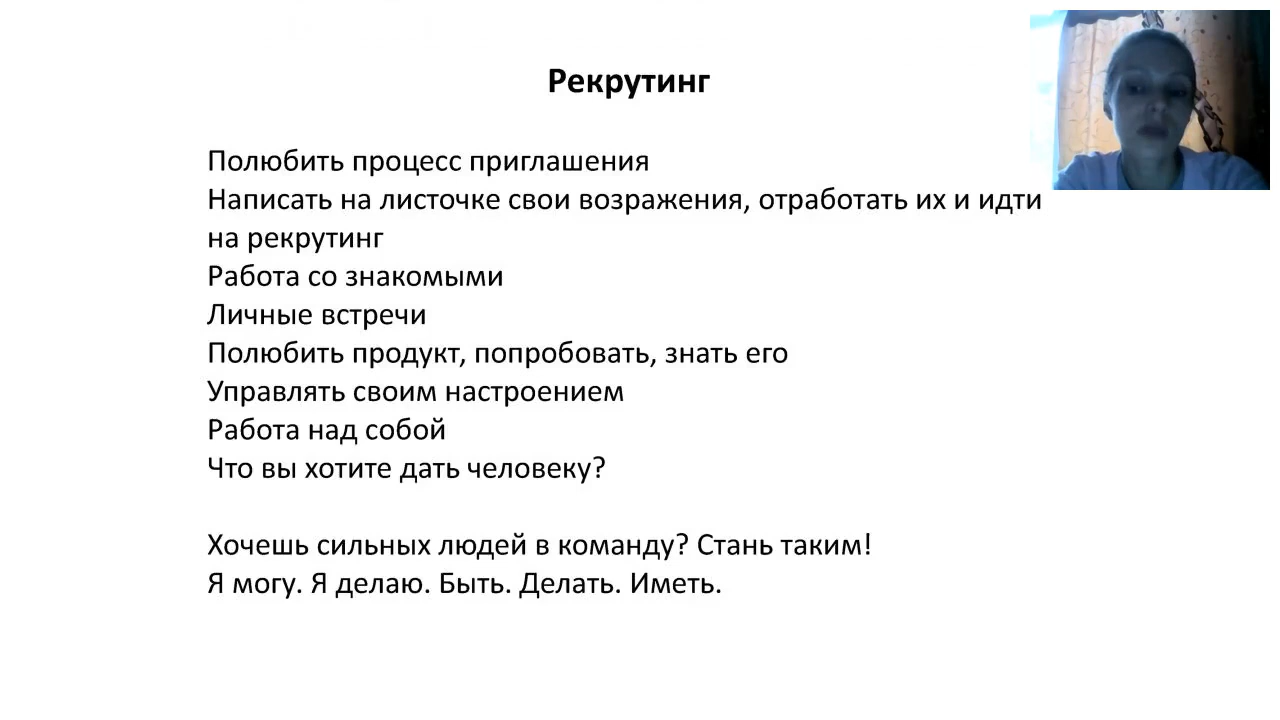 Рекрутинг
Полюбить процесс приглашения
Написать на листочке свои возражения, отработать их и идти
на рекрутинг
Работа со знакомыми
Личные встречи
Полюбить продукт, попробовать, знать его
Управлять своим настроением
Работа над собой
Что вы хотите дать человеку?
Хочешь сильных людей в команду? Стань таким!
Я могу. Я делаю. Быть. Делать. Иметь.